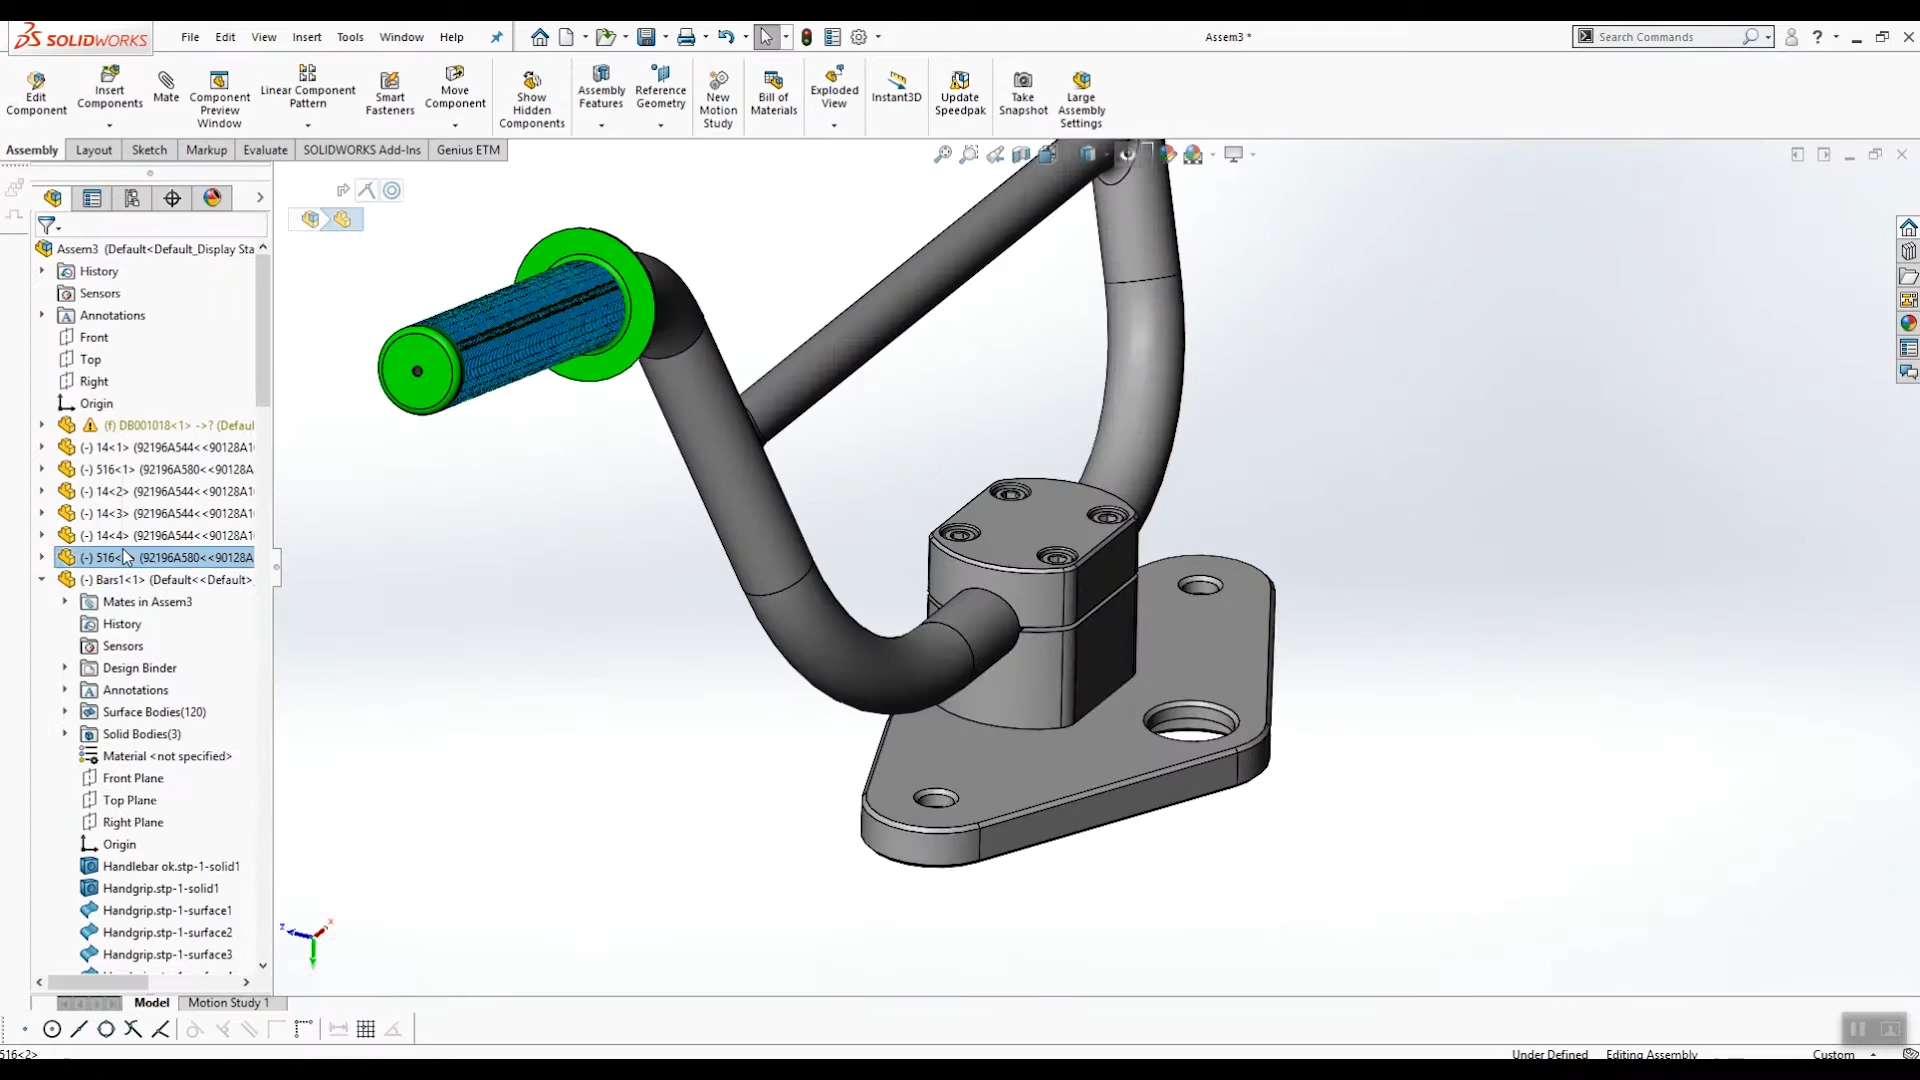 SOLIDWORKS File Edit View Insert Tools Window Help Assem3 * Search Commands
Edit Component
Insert Components
Mate
Component Preview Window
Linear Component Pattern
Smart Fasteners
Move Component
Show Hidden Components
Assembly Features
Reference Geometry
New Motion Study
Bill of Materials
Exploded View
Instant3D
Update Speedpak
Take Snapshot
Large Assembly Settings
Assembly Layout Sketch Markup Evaluate SOLIDWORKS Add-Ins Genius ETM
Assem3 (Default<Default_Display Sta
History
Sensors
Annotations
Front
Top
Right
Origin
(f) DB001018<1> ->? (Defaul
(-) 14<1> (92196A544<<90128A1
(-) 516<1> (92196A580<<90128A
(-) 14<2> (92196A544<<90128A1
(-) 14<3> (92196A544<<90128A1
(-) 14<4> (92196A544<<90128A1
(-) 516< (92196A580<<90128A
(-) Bars1<1> (Default<<Default>
Mates in Assem3
History
Sensors
Design Binder
Annotations
Surface Bodies(120)
Solid Bodies(3)
Material <not specified>
Front Plane
Top Plane
Right Plane
Origin
Handlebar ok.stp-1-solid1
Handgrip.stp-1-solid1
Handgrip.stp-1-surface1
Handgrip.stp-1-surface2
Handgrip.stp-1-surface3
z x
Model Motion Study 1
516<2> Under Defined Editing Assembly Custom